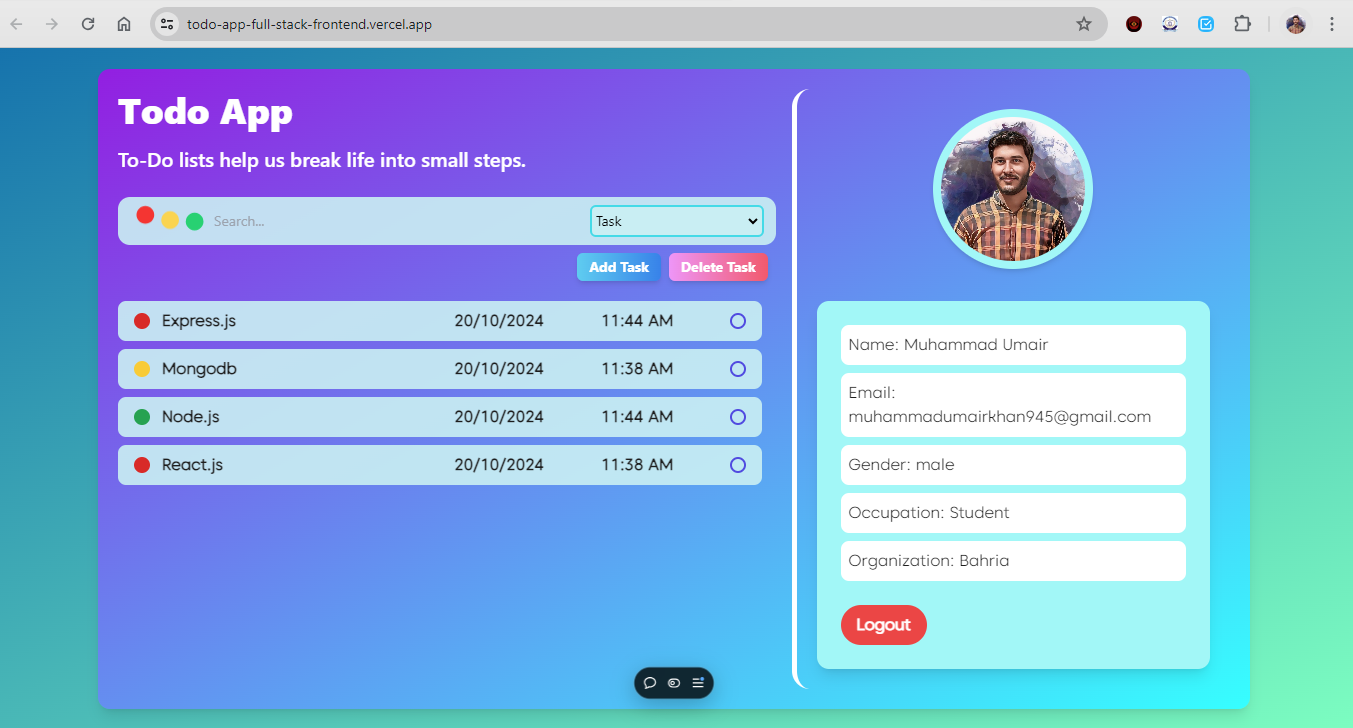 todo-app-full-stack-frontend.vercel.app
Todo App
To-Do lists help us break life into small steps.
Search...
Task
Add Task
Delete Task
Express.js 20/10/2024 11:44 AM
Mongodb 20/10/2024 11:38 AM
Node.js 20/10/2024 11:44 AM
React.js 20/10/2024 11:38 AM
Name: Muhammad Umair
Email:
muhammadumairkhan945@gmail.com
Gender: male
Occupation: Student
Organization: Bahria
Logout